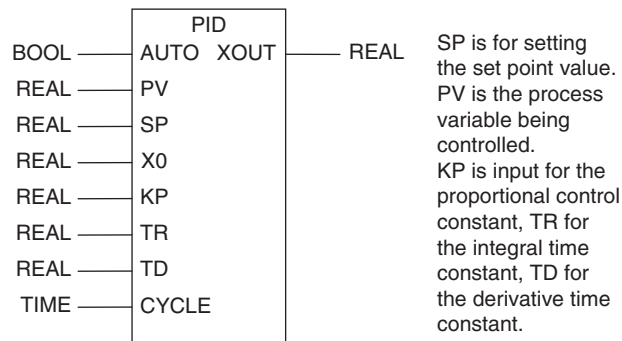 PID
BOOL AUTO XOUT REAL
REAL PV
REAL SP
REAL X0
REAL KP
REAL TR
REAL TD
TIME CYCLE
SP is for setting
the set point value.
PV is the process
variable being
controlled.
KP is input for the
proportional control
constant, TR for
the integral time
constant, TD for
the derivative time
constant.